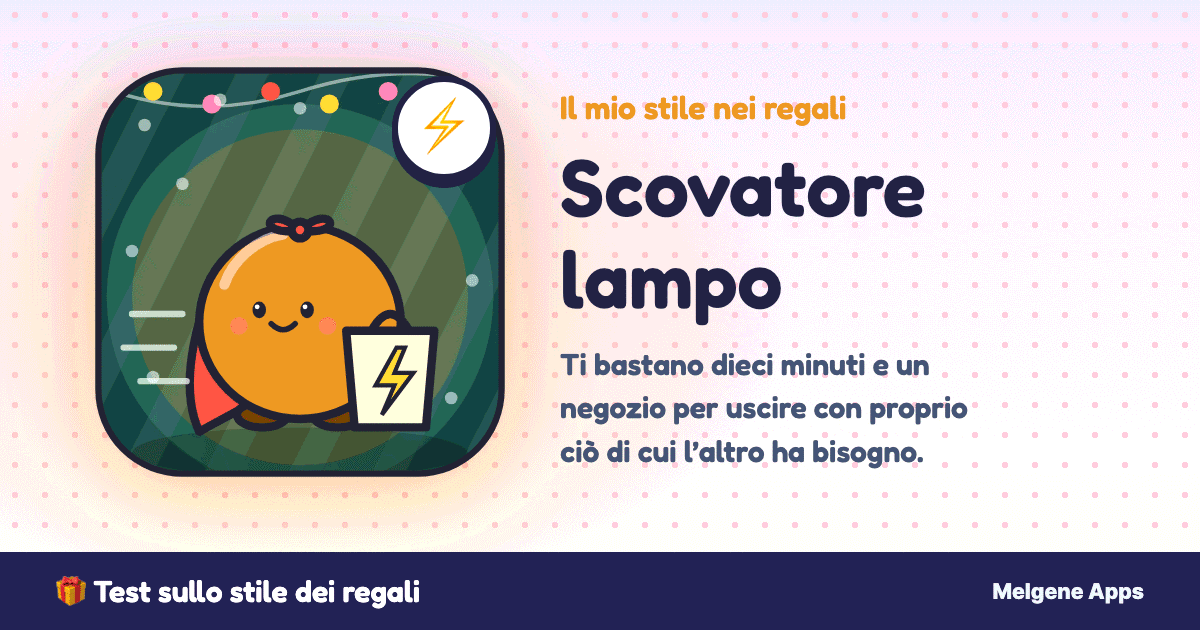 Il mio stile nei regali
Scovatore
lampo
Ti bastano dieci minuti e un
negozio per uscire con proprio
ciò di cui l’altro ha bisogno.
Test sullo stile dei regali
Melgene Apps